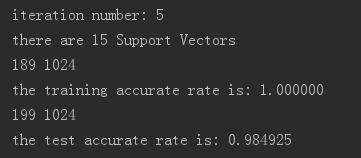 iteration number: 5
there are 15 Support Vectors
189 1024
the training accurate rate is: 1.000000
199 1024
the test accurate rate is: 0.984925